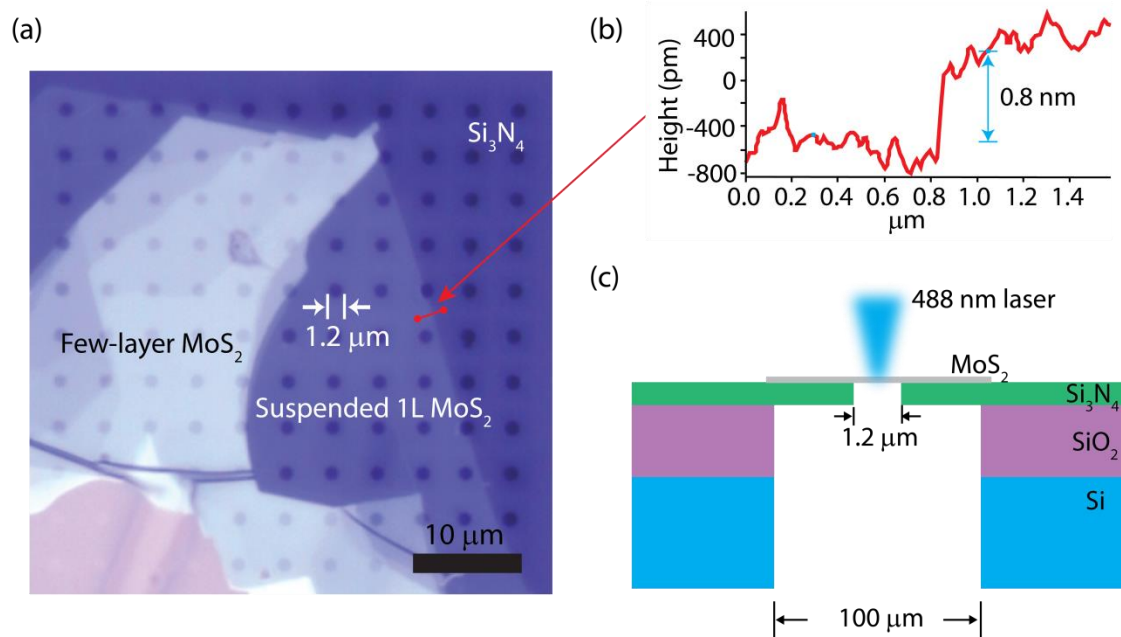 (a)
Si₃N₄
1.2 μm
Few-layer MoS₂
Suspended 1L MoS₂
10 μm
(b)
Height (pm)
400
0
-400
-800
0.8 nm
0.0 0.2 0.4 0.6 0.8 1.0 1.2 1.4
μm
(c)
488 nm laser
MoS₂
Si₃N₄
1.2 μm
SiO₂
Si
100 μm